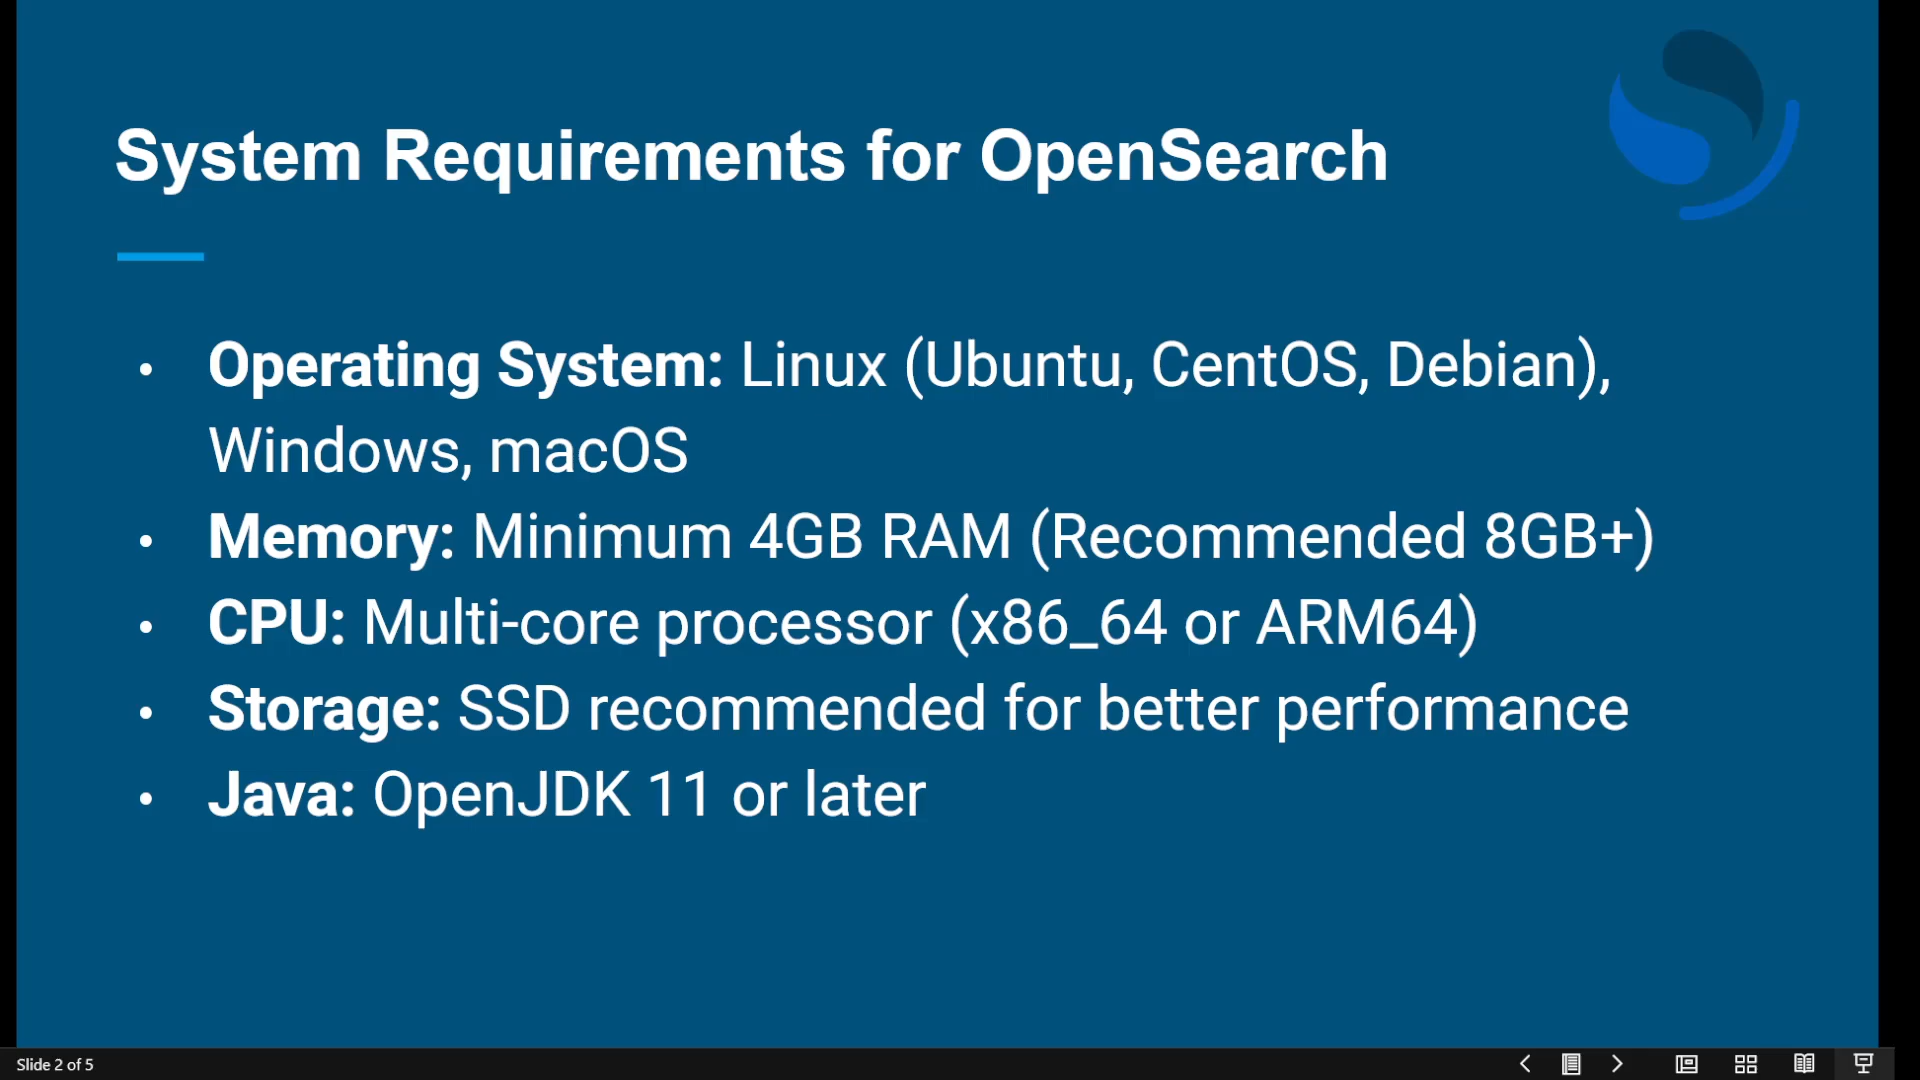 System Requirements for OpenSearch
• Operating System: Linux (Ubuntu, CentOS, Debian),
Windows, macOS
• Memory: Minimum 4GB RAM (Recommended 8GB+)
• CPU: Multi-core processor (x86_64 or ARM64)
• Storage: SSD recommended for better performance
• Java: OpenJDK 11 or later
Slide 2 of 5